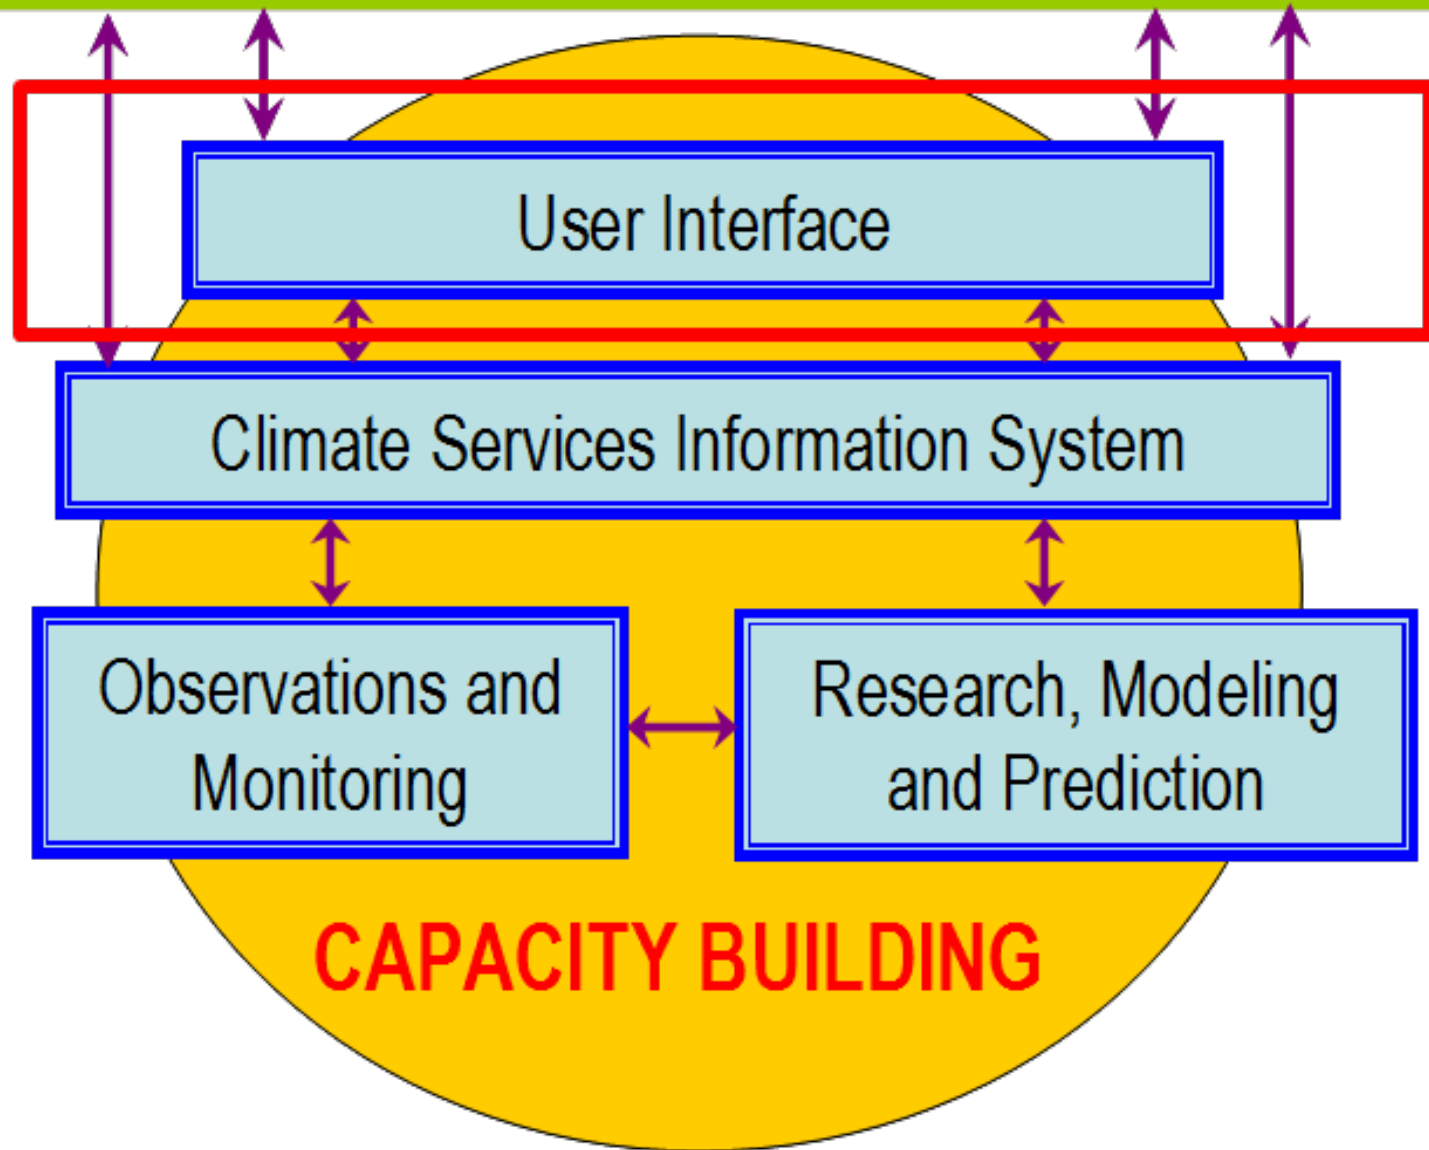 User Interface
Climate Services Information System
Observations and
Monitoring
Research, Modeling
and Prediction
CAPACITY BUILDING